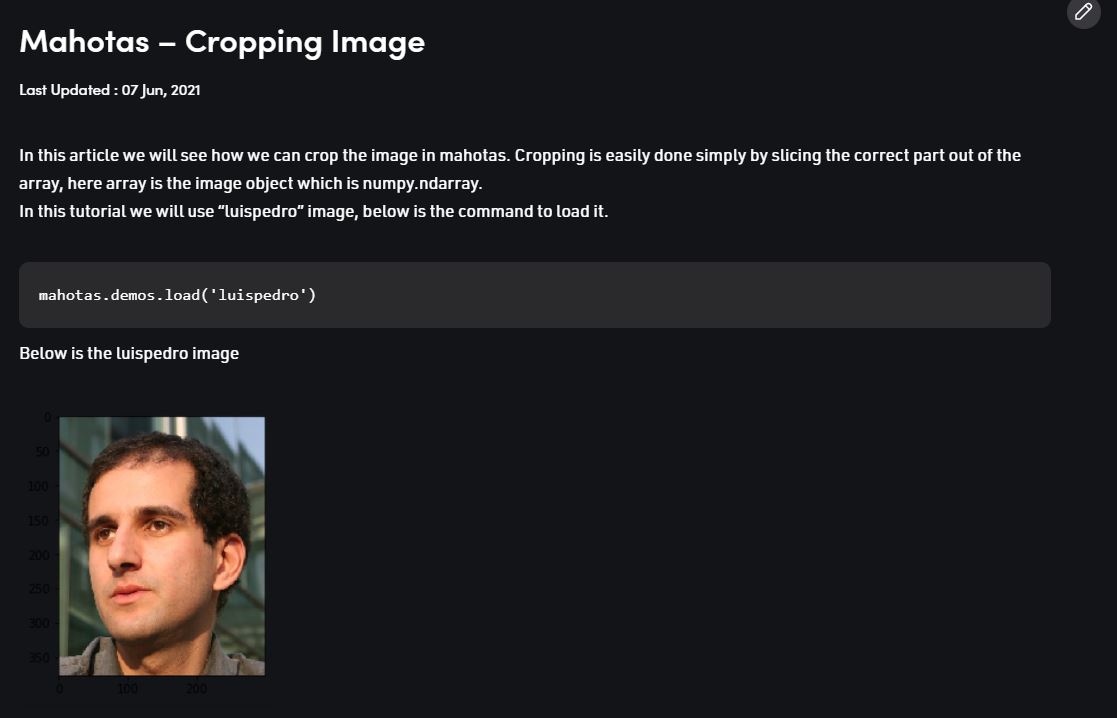 Mahotas – Cropping Image
Last Updated : 07 Jun, 2021
In this article we will see how we can crop the image in mahotas. Cropping is easily done simply by slicing the correct part out of the
array, here array is the image object which is numpy.ndarray.
In this tutorial we will use “luispedro” image, below is the command to load it.
mahotas.demos.load('luispedro')
Below is the luispedro image
0
50
100
150
200
250
300
350
0 100 200